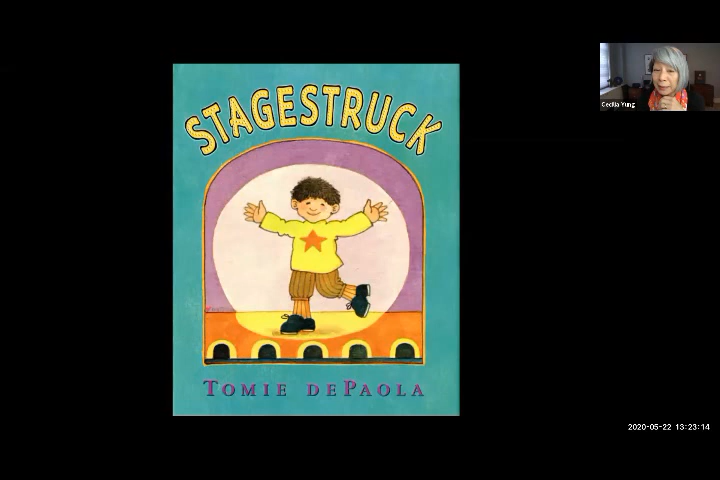 STAGESTRUCK
TOMIE DEPAOLA
Cecilia Yung
2020-05-22 13:23:14